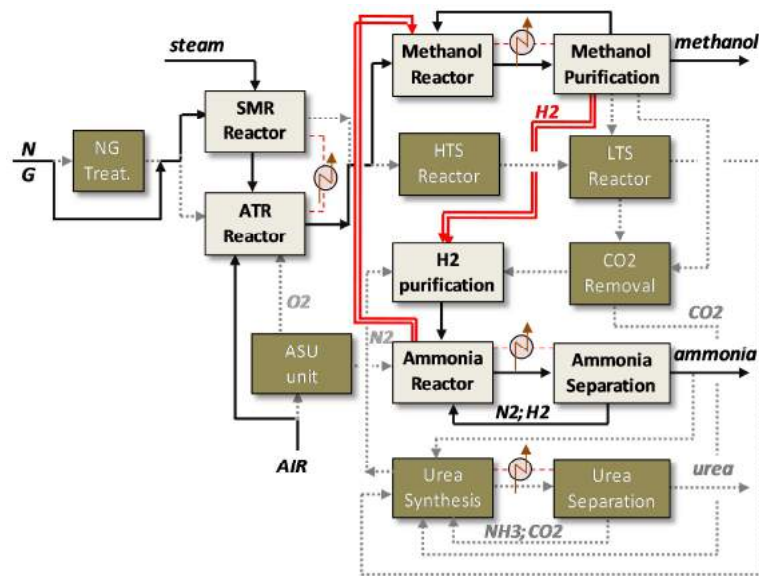 steam
Methanol
Reactor
Methanol
Purification
methanol
H2
SMR
Reactor
N
G
NG
Treat.
HTS
Reactor
LTS
Reactor
ATR
Reactor
H2
purification
CO2
Removal
O2
CO2
N2
ASU
unit
Ammonia
Reactor
Ammonia
Separation
ammonia
N2; H2
AIR
Urea
Synthesis
Urea
Separation
urea
NH3; CO2